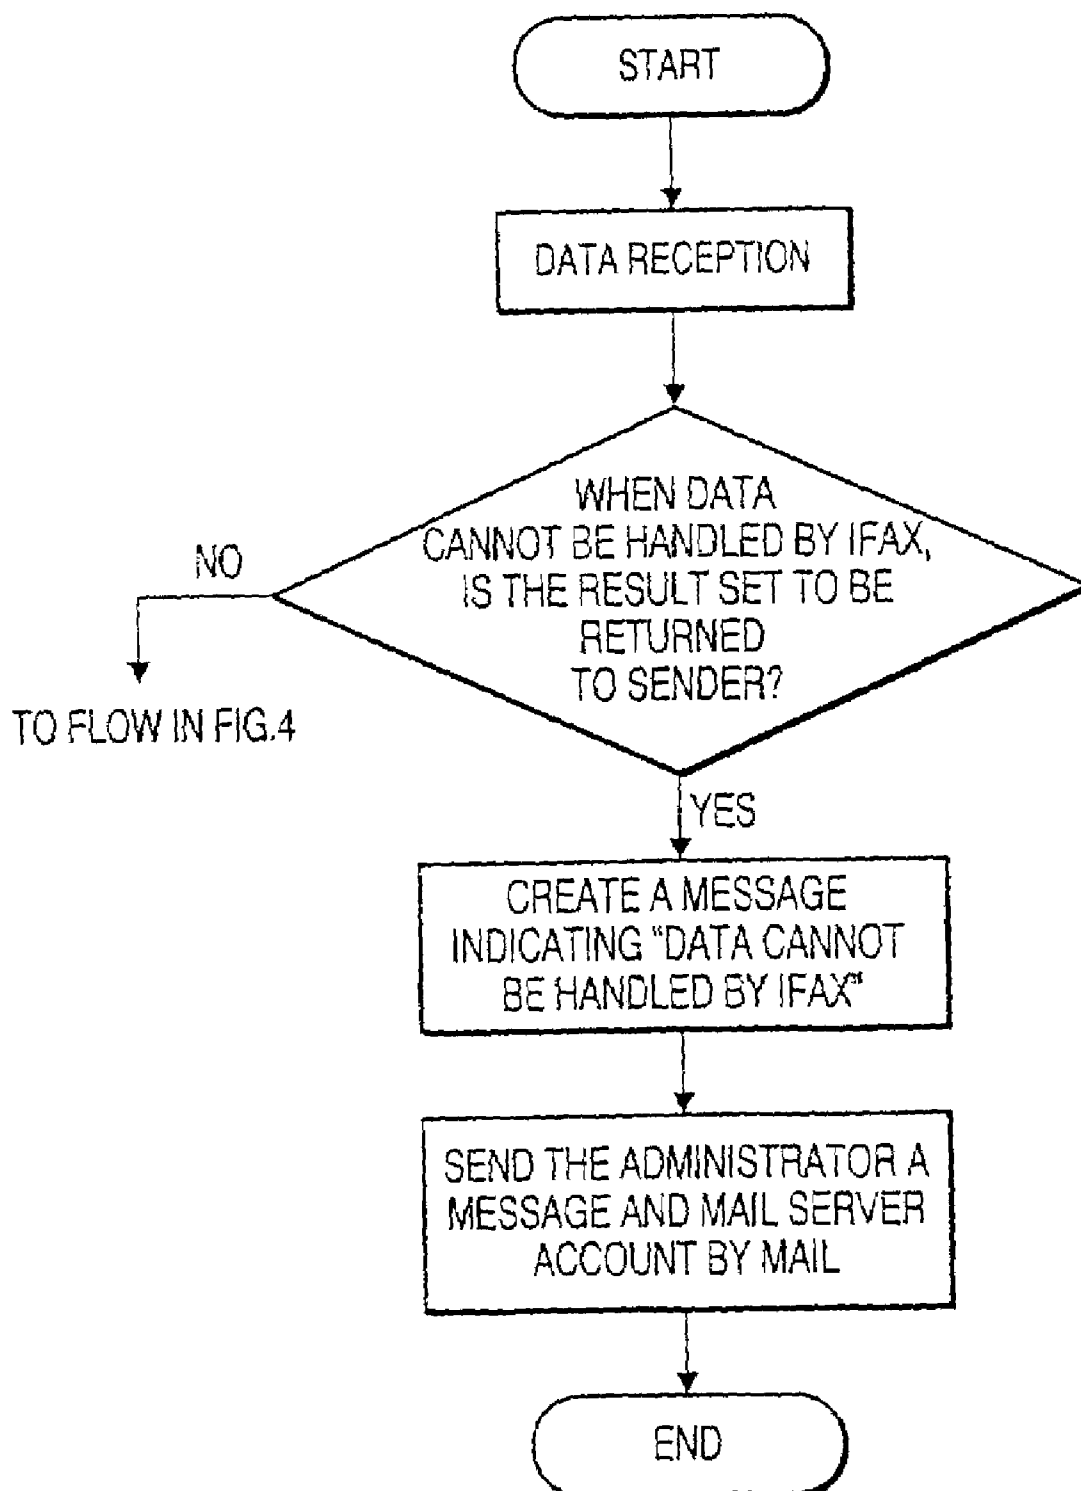 START
DATA RECEPTION
WHEN DATA
CANNOT BE HANDLED BY IFAX,
IS THE RESULT SET TO BE
RETURNED
TO SENDER?
NO
TO FLOW IN FIG.4
YES
CREATE A MESSAGE
INDICATING "DATA CANNOT
BE HANDLED BY IFAX"
SEND THE ADMINISTRATOR A
MESSAGE AND MAIL SERVER
ACCOUNT BY MAIL
END